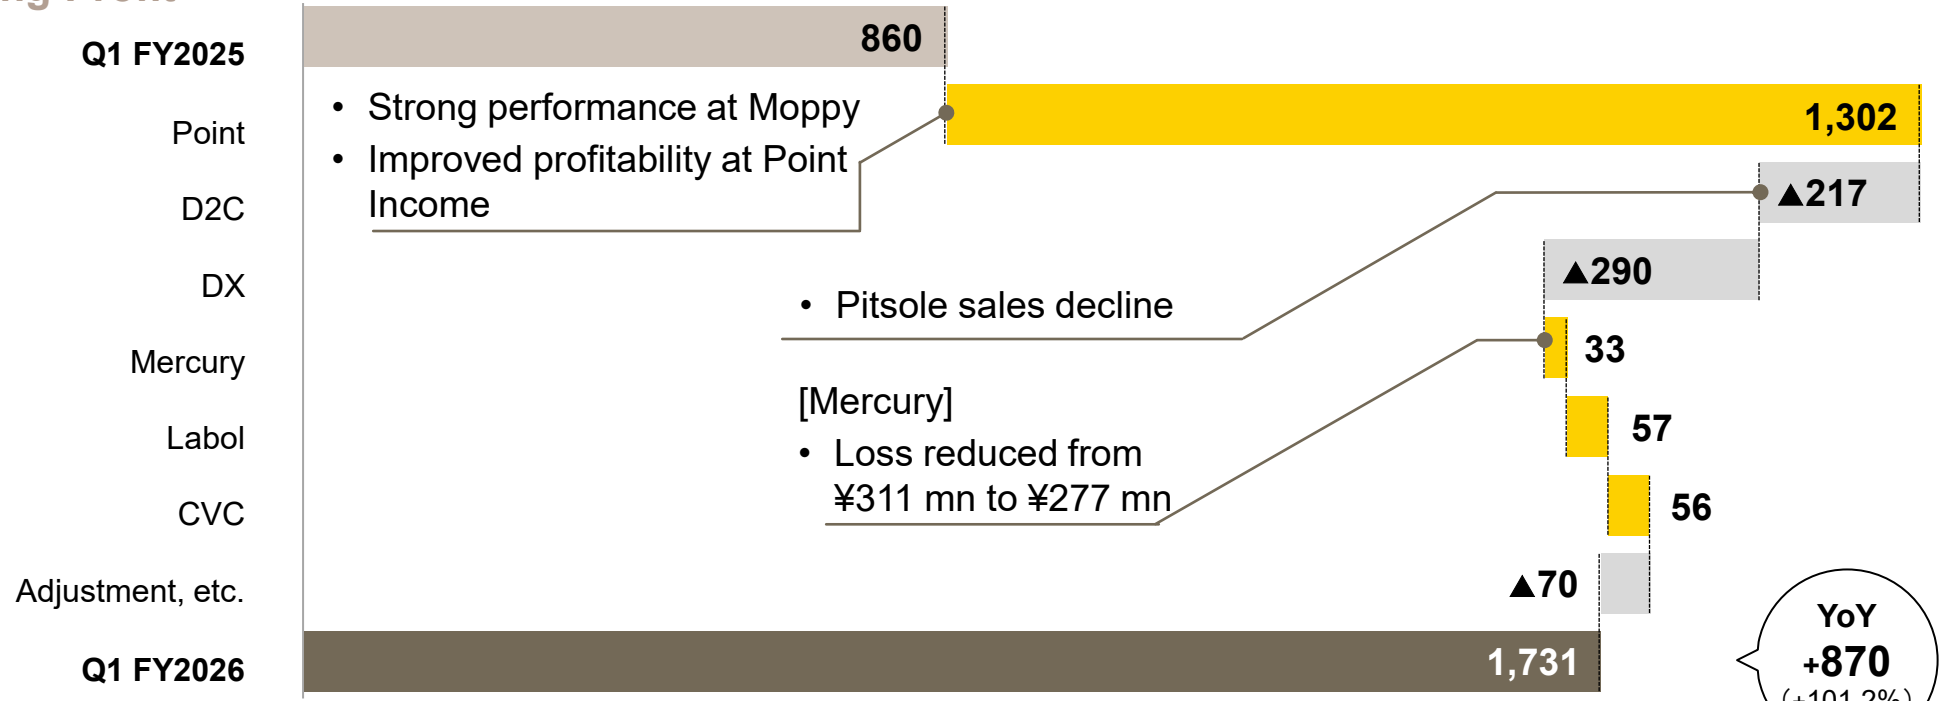 Q1 FY2025
860
• Strong performance at Moppy
• Improved profitability at Point
Income
Point
1,302
D2C
▲217
DX
▲290
• Pitsole sales decline
Mercury
33
[Mercury]
• Loss reduced from
¥311 mn to ¥277 mn
Labol
57
CVC
56
Adjustment, etc.
▲70
Q1 FY2026
1,731
YoY
+870
(+101.2%)